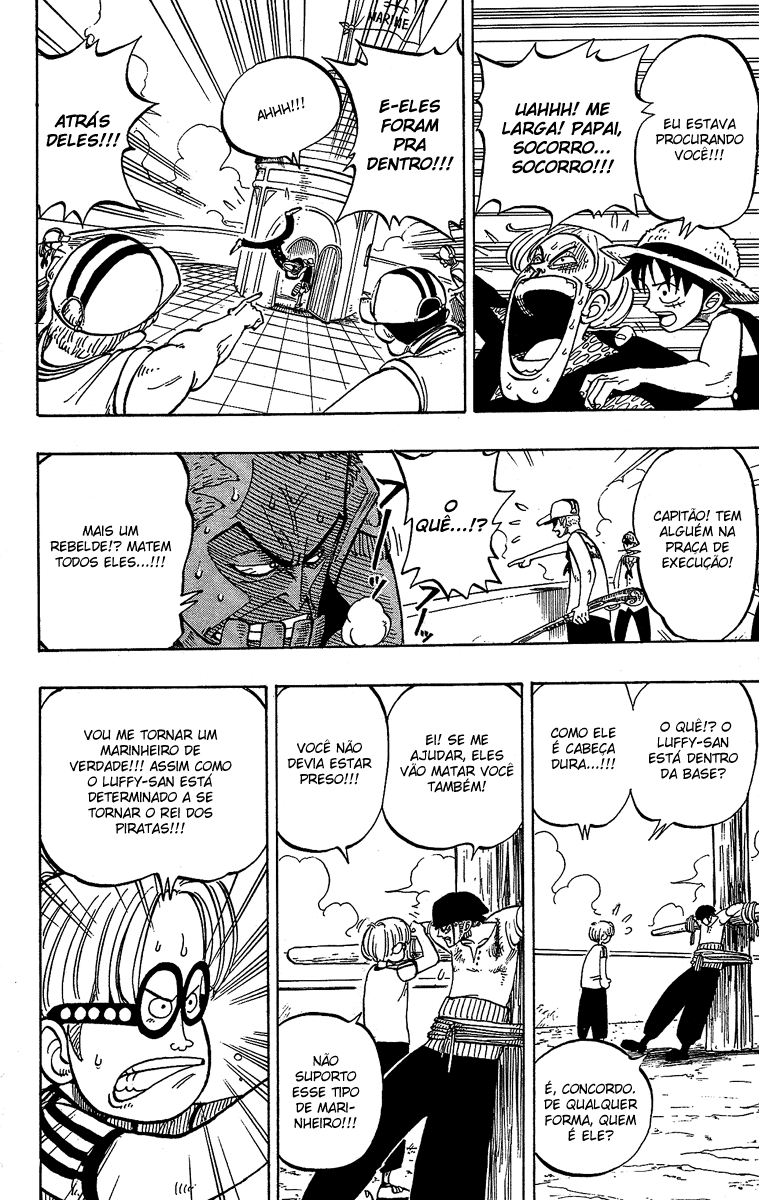 EU ESTAVA
PROCURANDO
VOCÊ!!!
UAHHH! ME
LARGA! PAPAI,
SOCORRO...
SOCORRO!!!
MARINE
E-ELES
FORAM
PRA
DENTRO!!!
AHHH!!!
ATRÁS
DELES!!!
CAPITÃO! TEM
ALGUÉM NA
PRAÇA DE
EXECUÇÃO!
O
QUÊ...!?
MAIS UM
REBELDE!? MATEM
TODOS ELES...!!!
O QUÊ!? O
LUFFY-SAN
ESTÁ DENTRO
DA BASE?
COMO ELE
É CABEÇA
DURA...!!!
É, CONCORDO.
DE QUALQUER
FORMA, QUEM
É ELE?
EI! SE ME
AJUDAR, ELES
VÃO MATAR VOCÊ
TAMBÉM!
VOCÊ NÃO
DEVIA ESTAR
PRESO!!!
NÃO
SUPORTO
ESSE TIPO
DE MARI-
NHEIRO!!!
VOU ME TORNAR UM
MARINHEIRO DE
VERDADE!!! ASSIM COMO
O LUFFY-SAN ESTÁ
DETERMINADO A SE
TORNAR O REI DOS
PIRATAS!!!